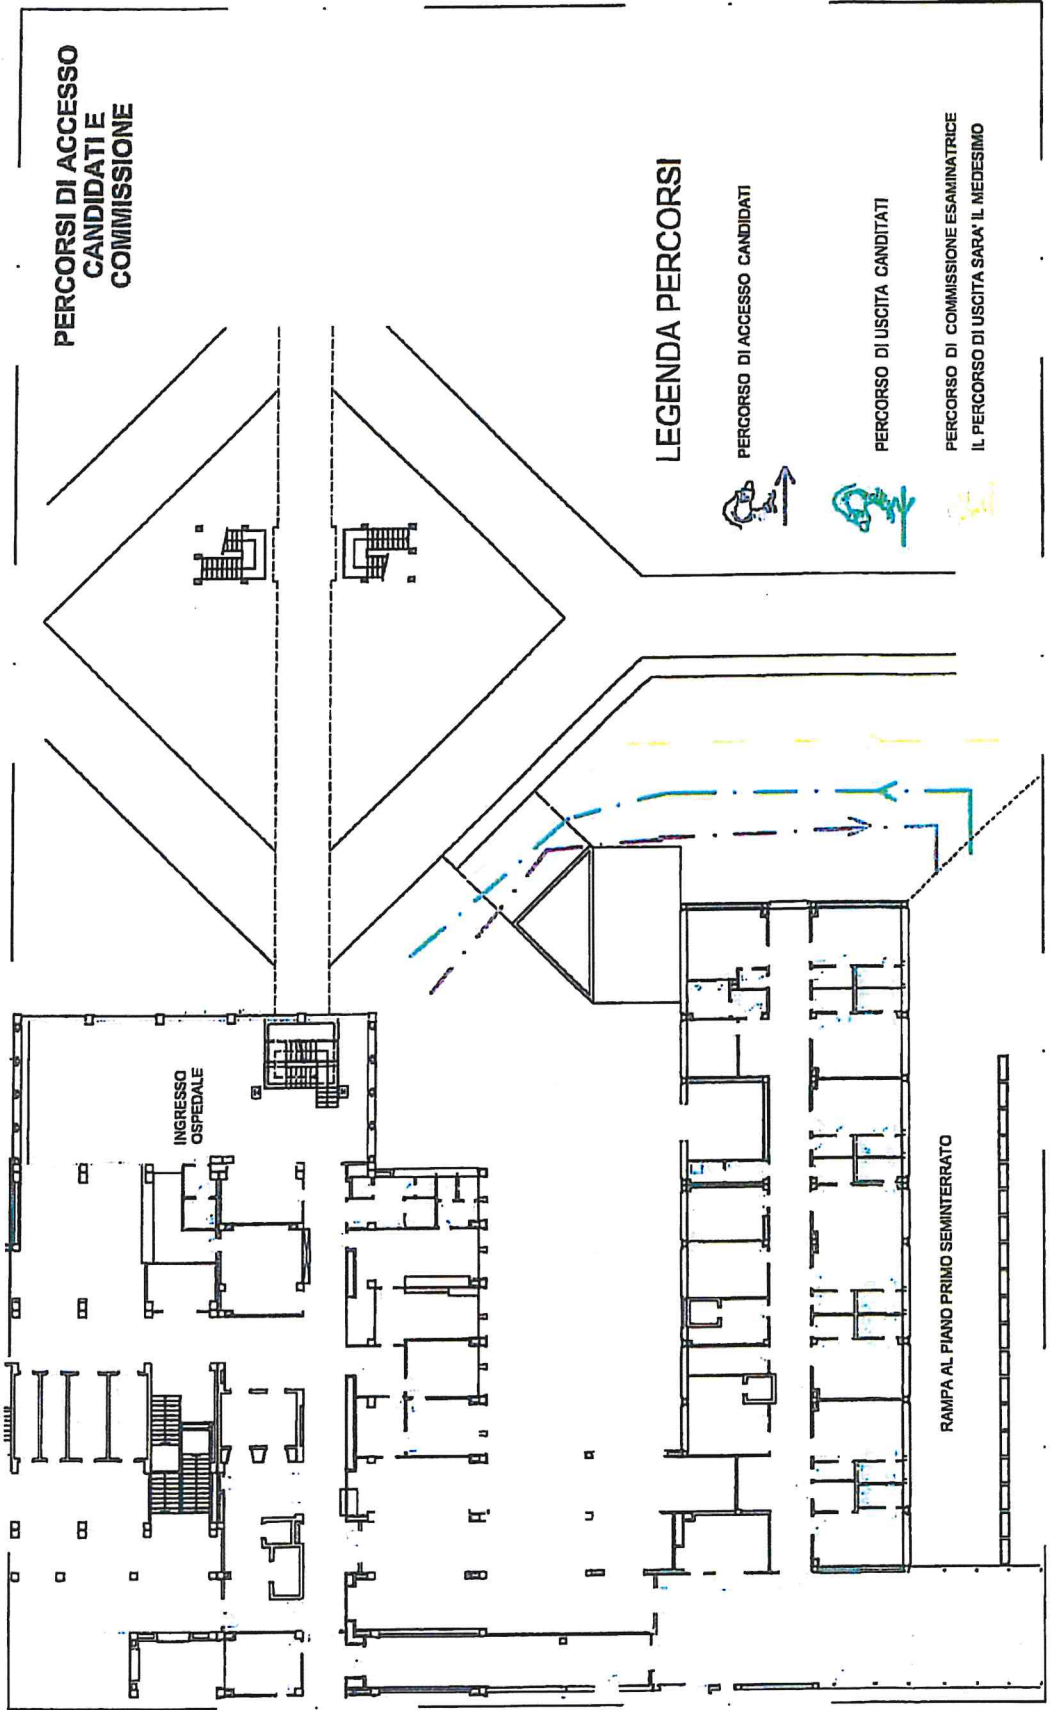 PERCORSI DI ACCESSO
CANDIDATI E
COMMISSIONE
LEGENDA PERCORSI
PERCORSO DI ACCESSO CANDIDATI
PERCORSO DI USCITA CANDITATI
PERCORSO DI COMMISSIONE ESAMINATRICE
IL PERCORSO DI USCITA SARA' IL MEDESIMO
INGRESSO
OSPEDALE
RAMPA AL PIANO PRIMO SEMINTERRATO